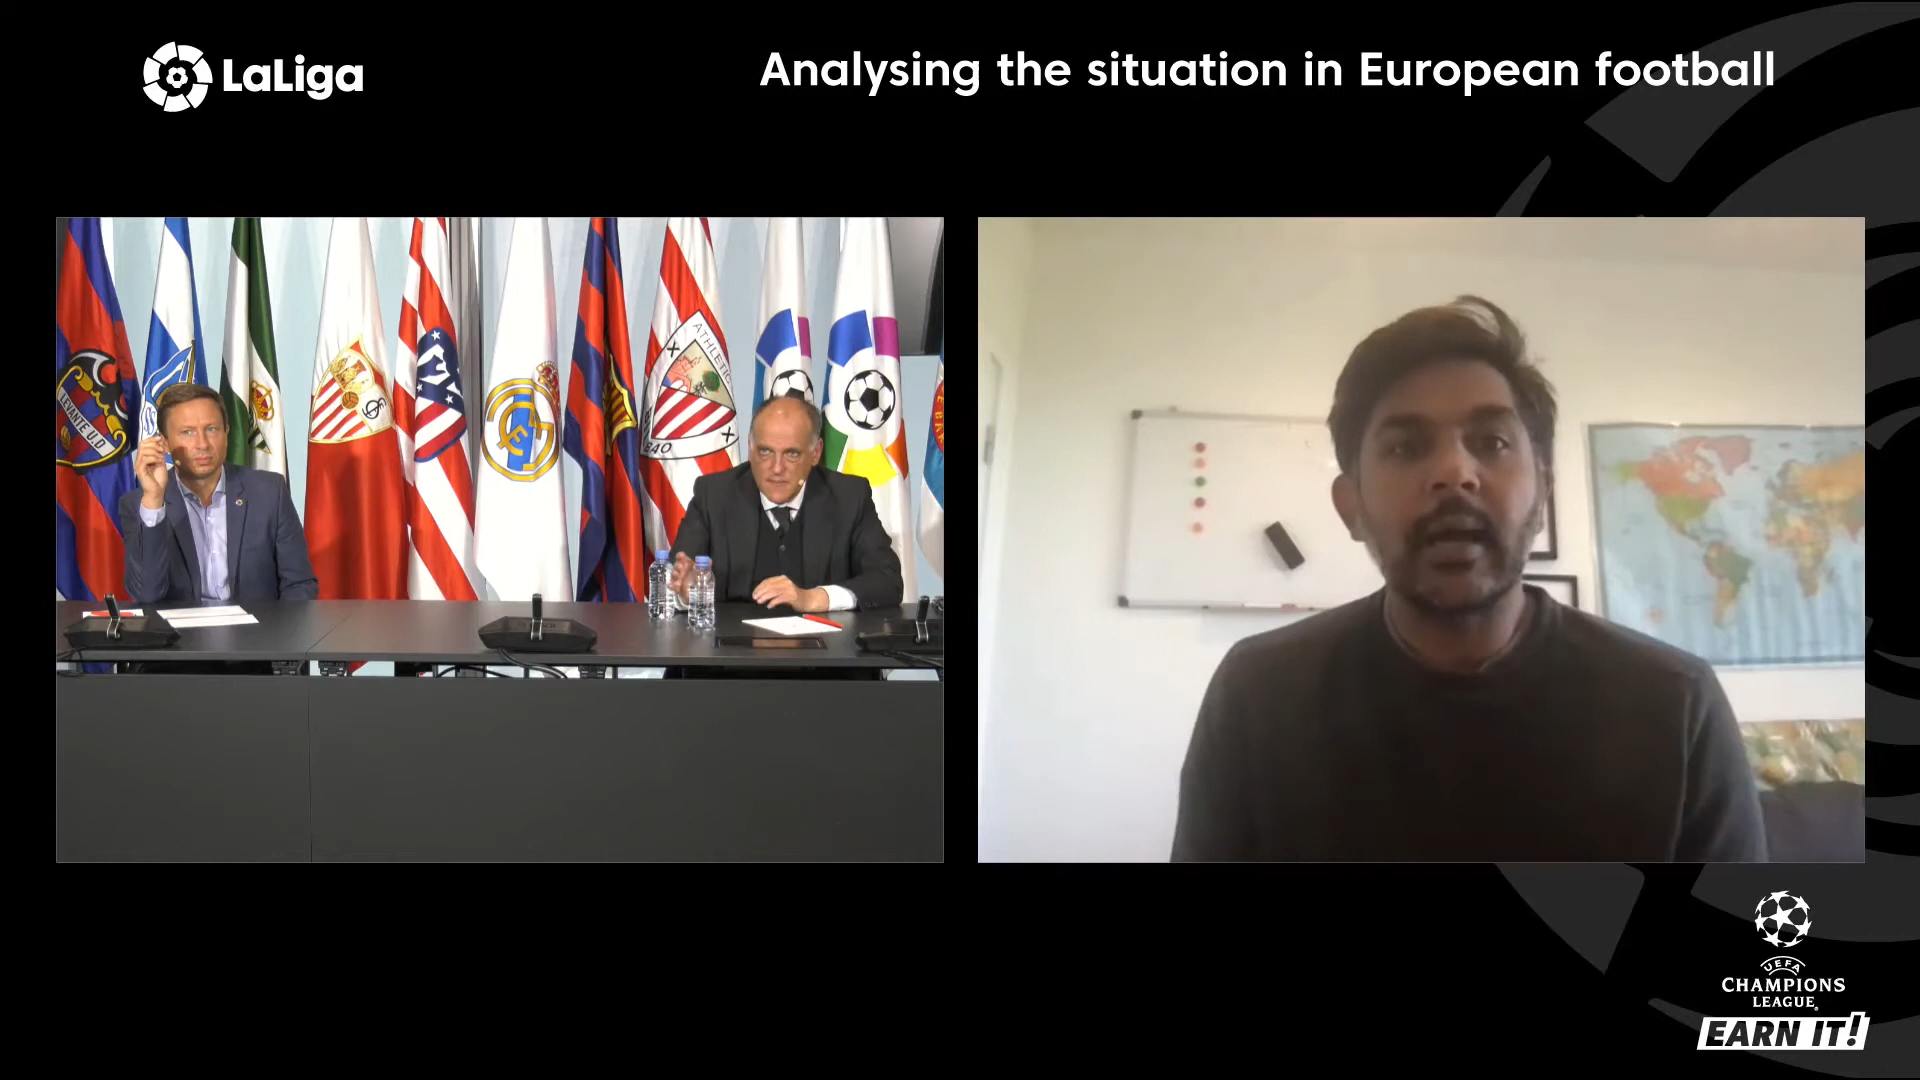 LaLiga
Analysing the situation in European football
LEVANTE U.D.
ATHLETIC
UEFA
CHAMPIONS
LEAGUE
EARN IT!